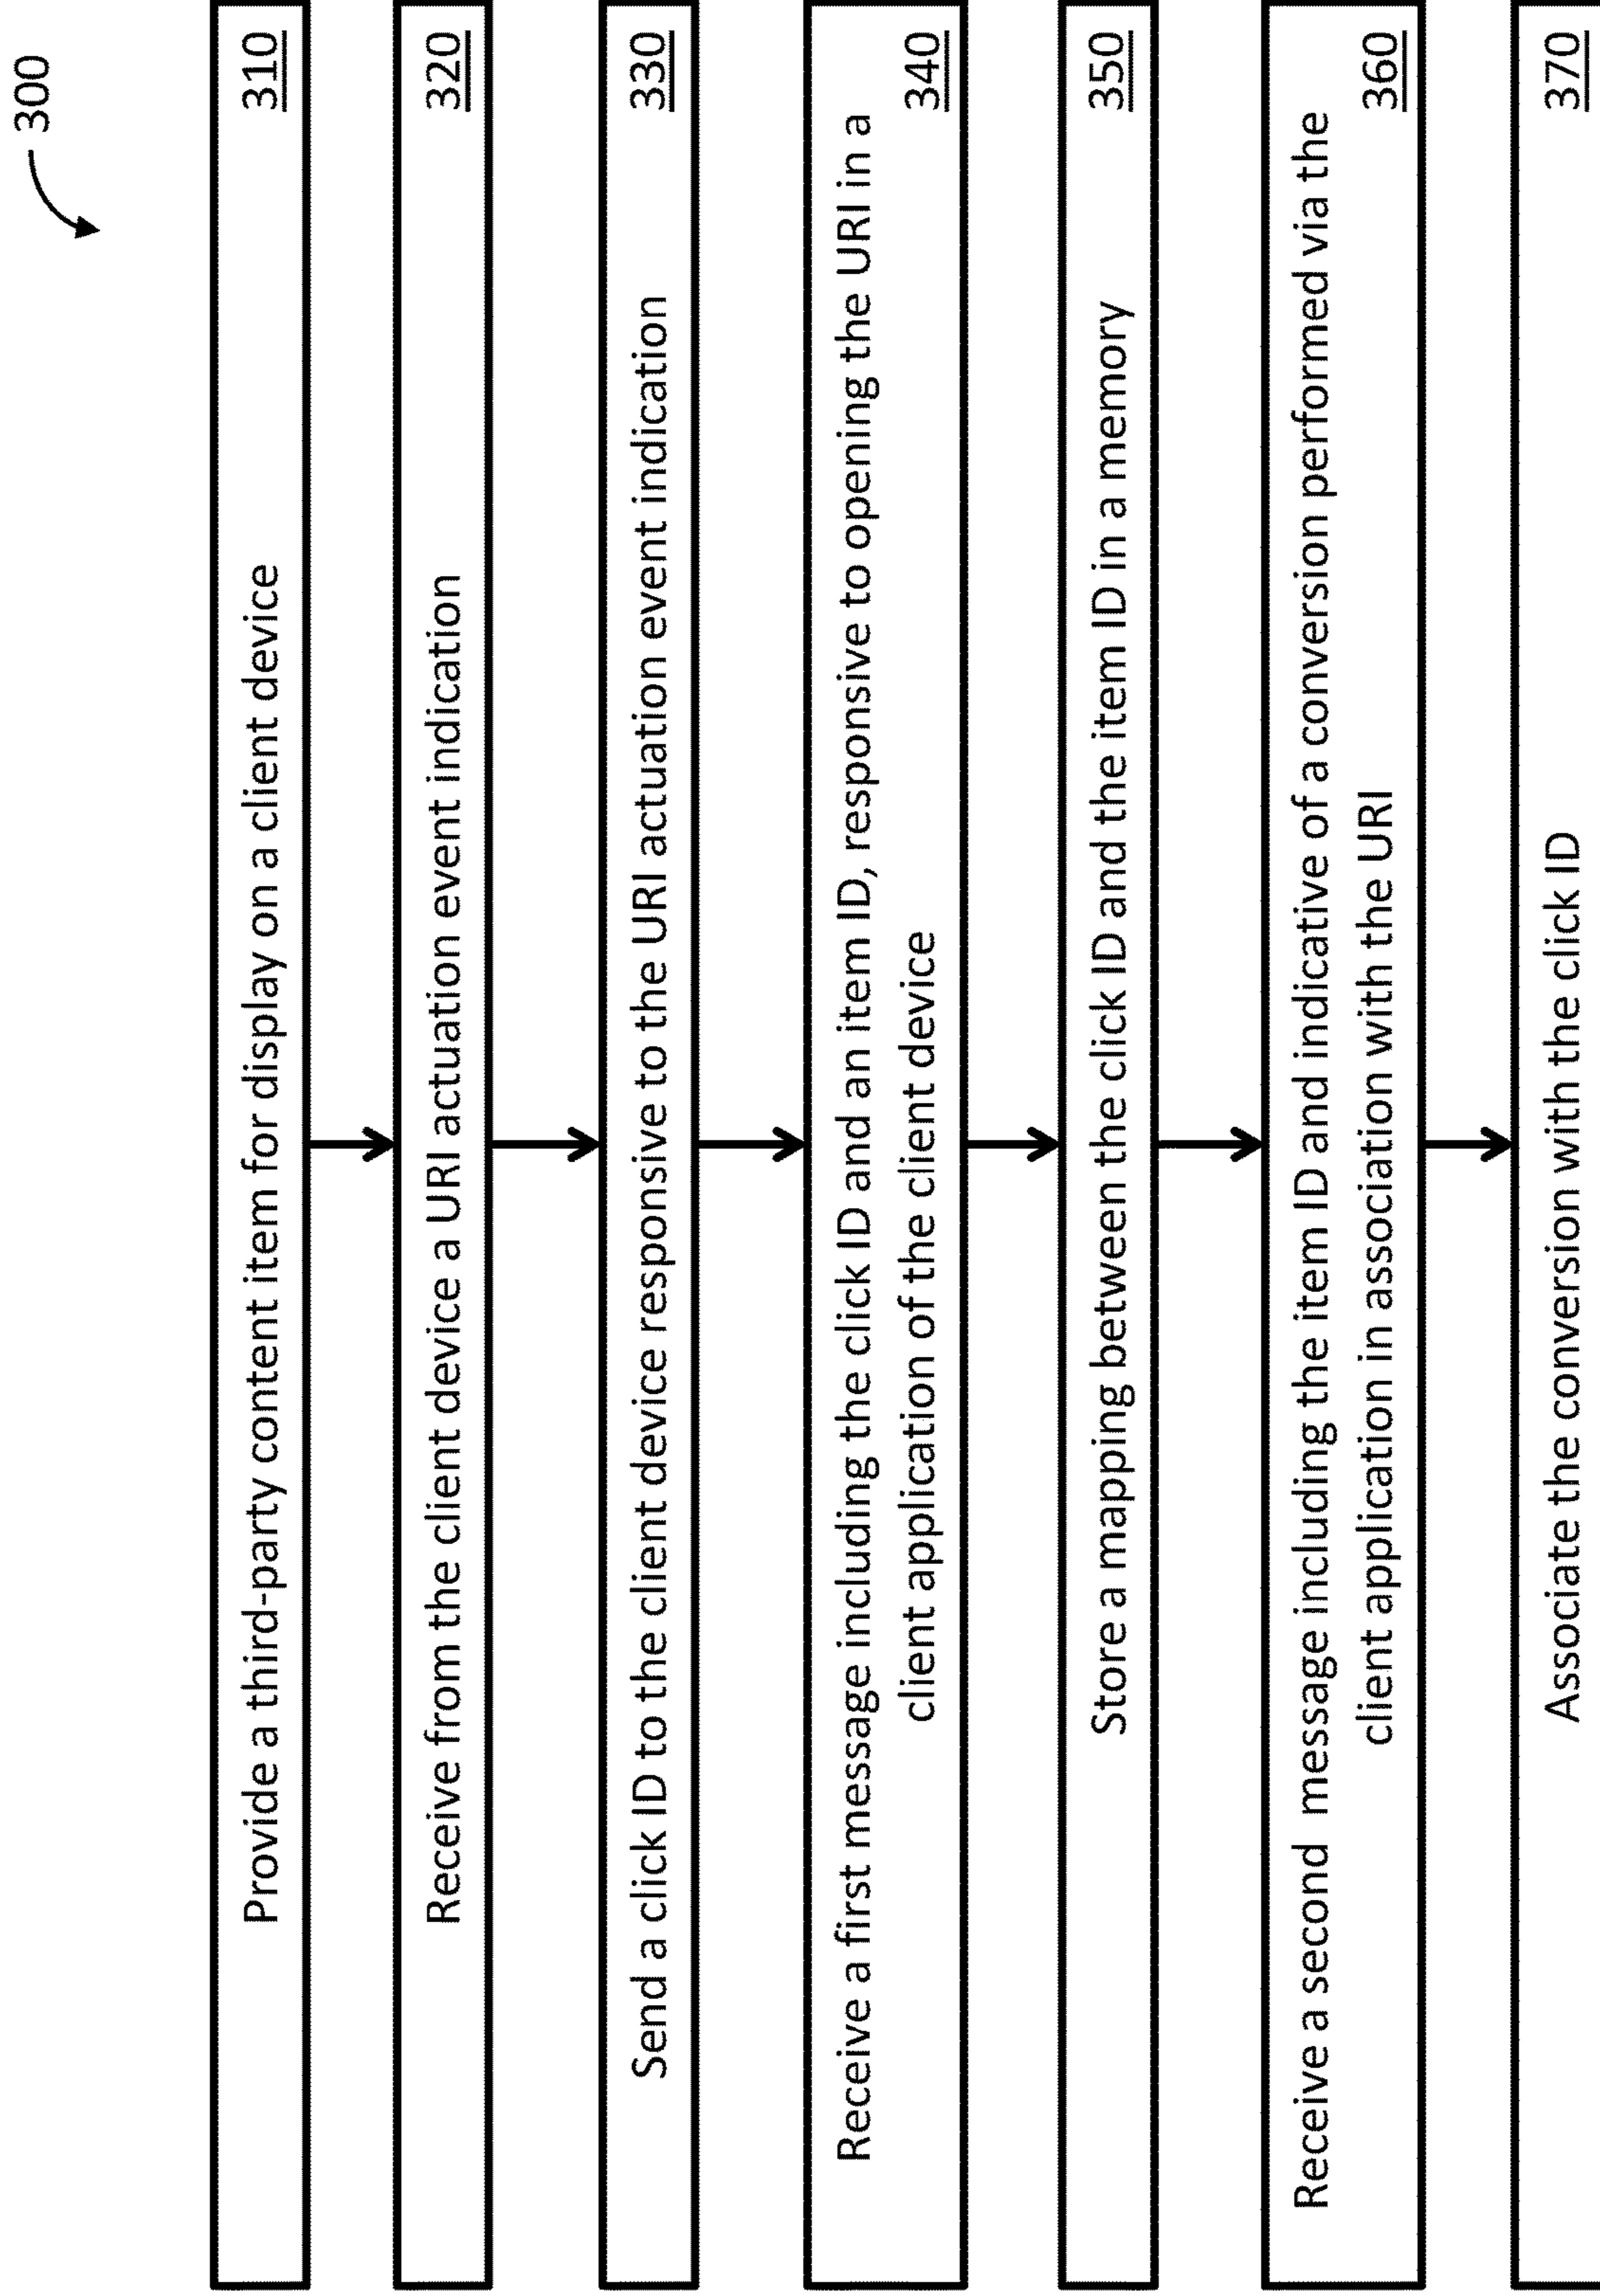 300
Provide a third-party content item for display on a client device
310
Receive from the client device a URI actuation event indication
320
Send a click ID to the client device responsive to the URI actuation event indication
330
Receive a first message including the click ID and an item ID, responsive to opening the URI in a
client application of the client device
340
Store a mapping between the click ID and the item ID in a memory
350
Receive a second message including the item ID and indicative of a conversion performed via the
client application in association with the URI
360
Associate the conversion with the click ID
370